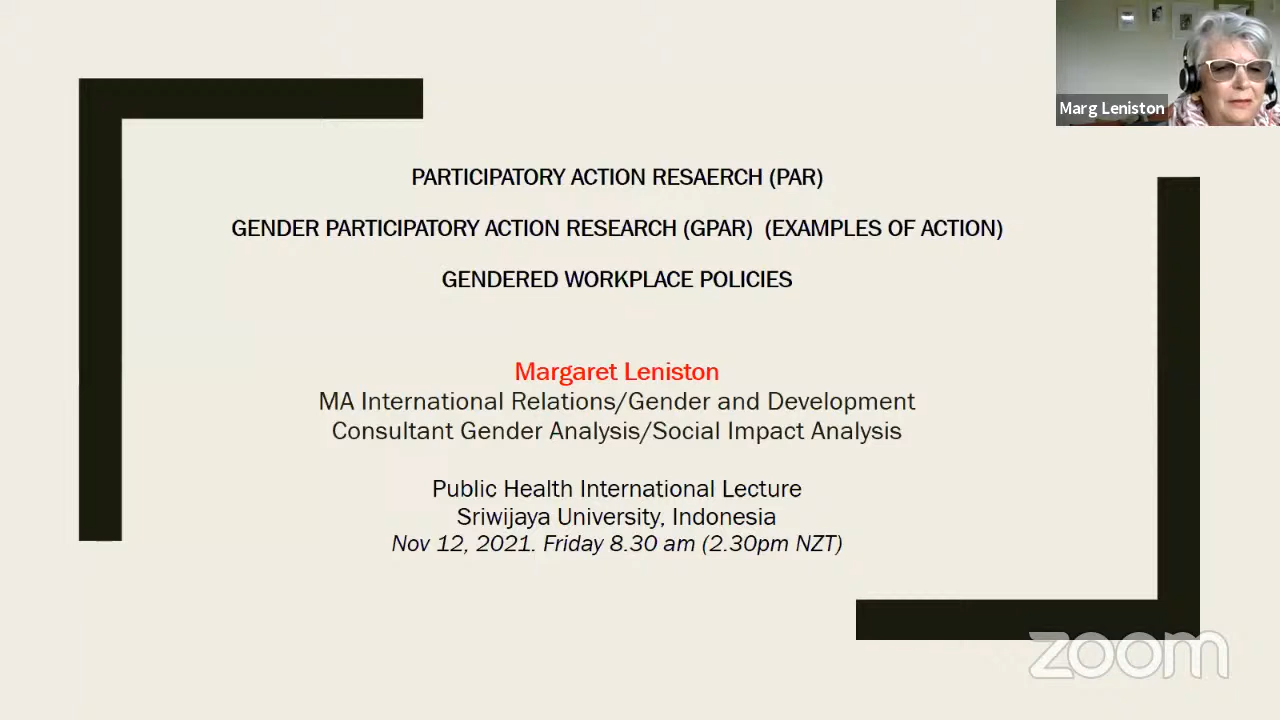 Marg Leniston
PARTICIPATORY ACTION RESAERCH (PAR)
GENDER PARTICIPATORY ACTION RESEARCH (GPAR) (EXAMPLES OF ACTION)
GENDERED WORKPLACE POLICIES
Margaret Leniston
MA International Relations/Gender and Development
Consultant Gender Analysis/Social Impact Analysis
Public Health International Lecture
Sriwijaya University, Indonesia
Nov 12, 2021. Friday 8.30 am (2.30pm NZT)
zoom